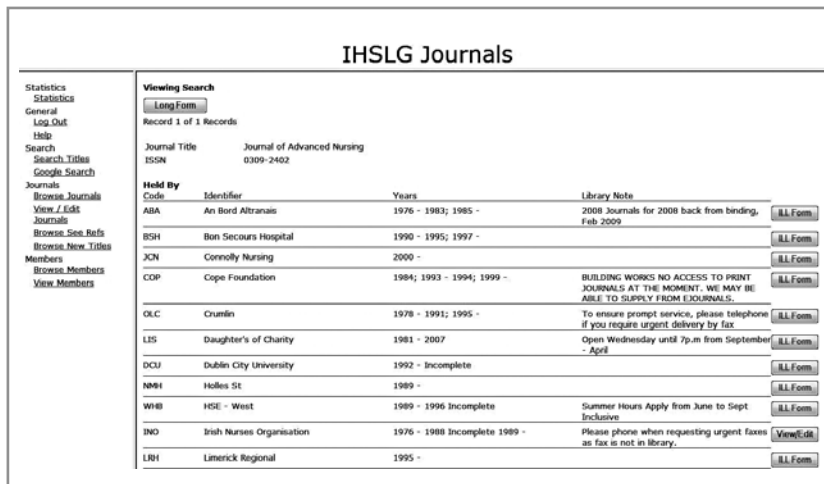 IHSLG Journals
Statistics
Statistics
General
Log Out
Help
Search
Search Titles
Google Search
Journals
Browse Journals
View / Edit
Journals
Browse See Refs
Browse New Titles
Members
Browse Members
View Members
Viewing Search
Long Form
Record 1 of 1 Records
Journal Title Journal of Advanced Nursing
ISSN 0309-2402
Held By
Code Identifier Years Library Note
ABA An Bord Altranais 1976 - 1983; 1985 - 2008 Journals for 2008 back from binding, ILL Form
Feb 2009
BSH Bon Secours Hospital 1990 - 1995; 1997 - ILL Form
JCN Connolly Nursing 2000 - ILL Form
COP Cope Foundation 1984; 1993 - 1994; 1999 - BUILDING WORKS NO ACCESS TO PRINT ILL Form
JOURNALS AT THE MOMENT. WE MAY BE
ABLE TO SUPPLY FROM EJOURNALS.
OLC Crumlin 1978 - 1991; 1995 - To ensure prompt service, please telephone ILL Form
if you require urgent delivery by fax
LIS Daughter's of Charity 1981 - 2007 Open Wednesday until 7p.m from September ILL Form
- April
DCU Dublin City University 1992 - Incomplete ILL Form
NMH Holles St 1989 - ILL Form
WHB HSE - West 1989 - 1996 Incomplete Summer Hours Apply from June to Sept ILL Form
Inclusive
INO Irish Nurses Organisation 1976 - 1988 Incomplete 1989 - Please phone when requesting urgent faxes View/Edit
as fax is not in library.
LRH Limerick Regional 1995 - ILL Form